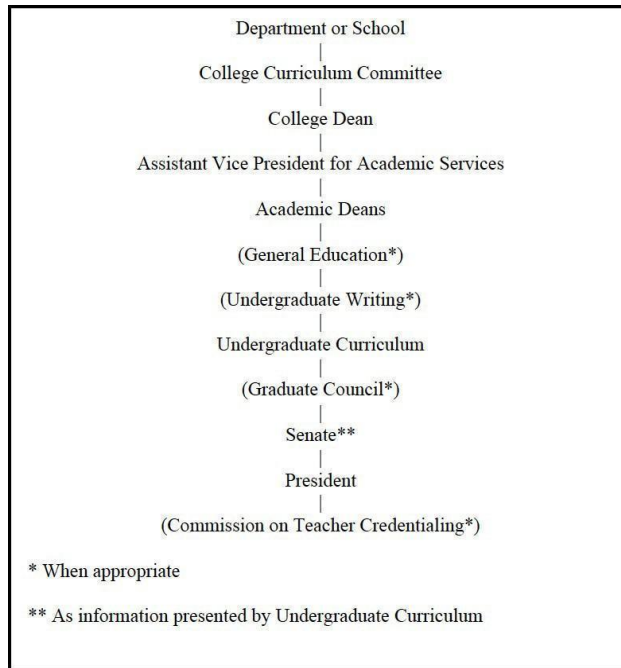 Department or School
College Curriculum Committee
College Dean
Assistant Vice President for Academic Services
Academic Deans
(General Education*)
(Undergraduate Writing*)
Undergraduate Curriculum
(Graduate Council*)
Senate**
President
(Commission on Teacher Credentialing*)
* When appropriate
** As information presented by Undergraduate Curriculum